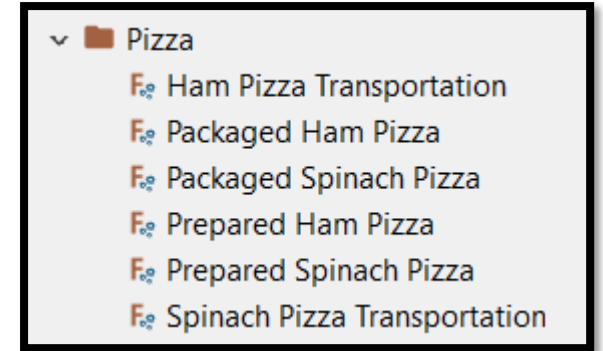 Pizza
Ham Pizza Transportation
Packaged Ham Pizza
Packaged Spinach Pizza
Prepared Ham Pizza
Prepared Spinach Pizza
Spinach Pizza Transportation